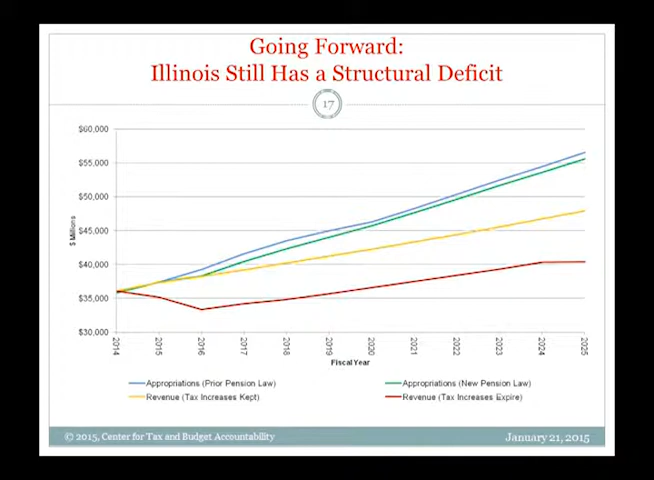 Going Forward:
Illinois Still Has a Structural Deficit
17
$60,000
$55,000
$50,000
$45,000
$40,000
$35,000
$30,000
$ Millions
2014
2015
2016
2017
2018
2019
2020
2021
2022
2023
2024
2025
Fiscal Year
Appropriations (Prior Pension Law)
Appropriations (New Pension Law)
Revenue (Tax Increases Kept)
Revenue (Tax Increases Expire)
© 2015, Center for Tax and Budget Accountability
January 21, 2015